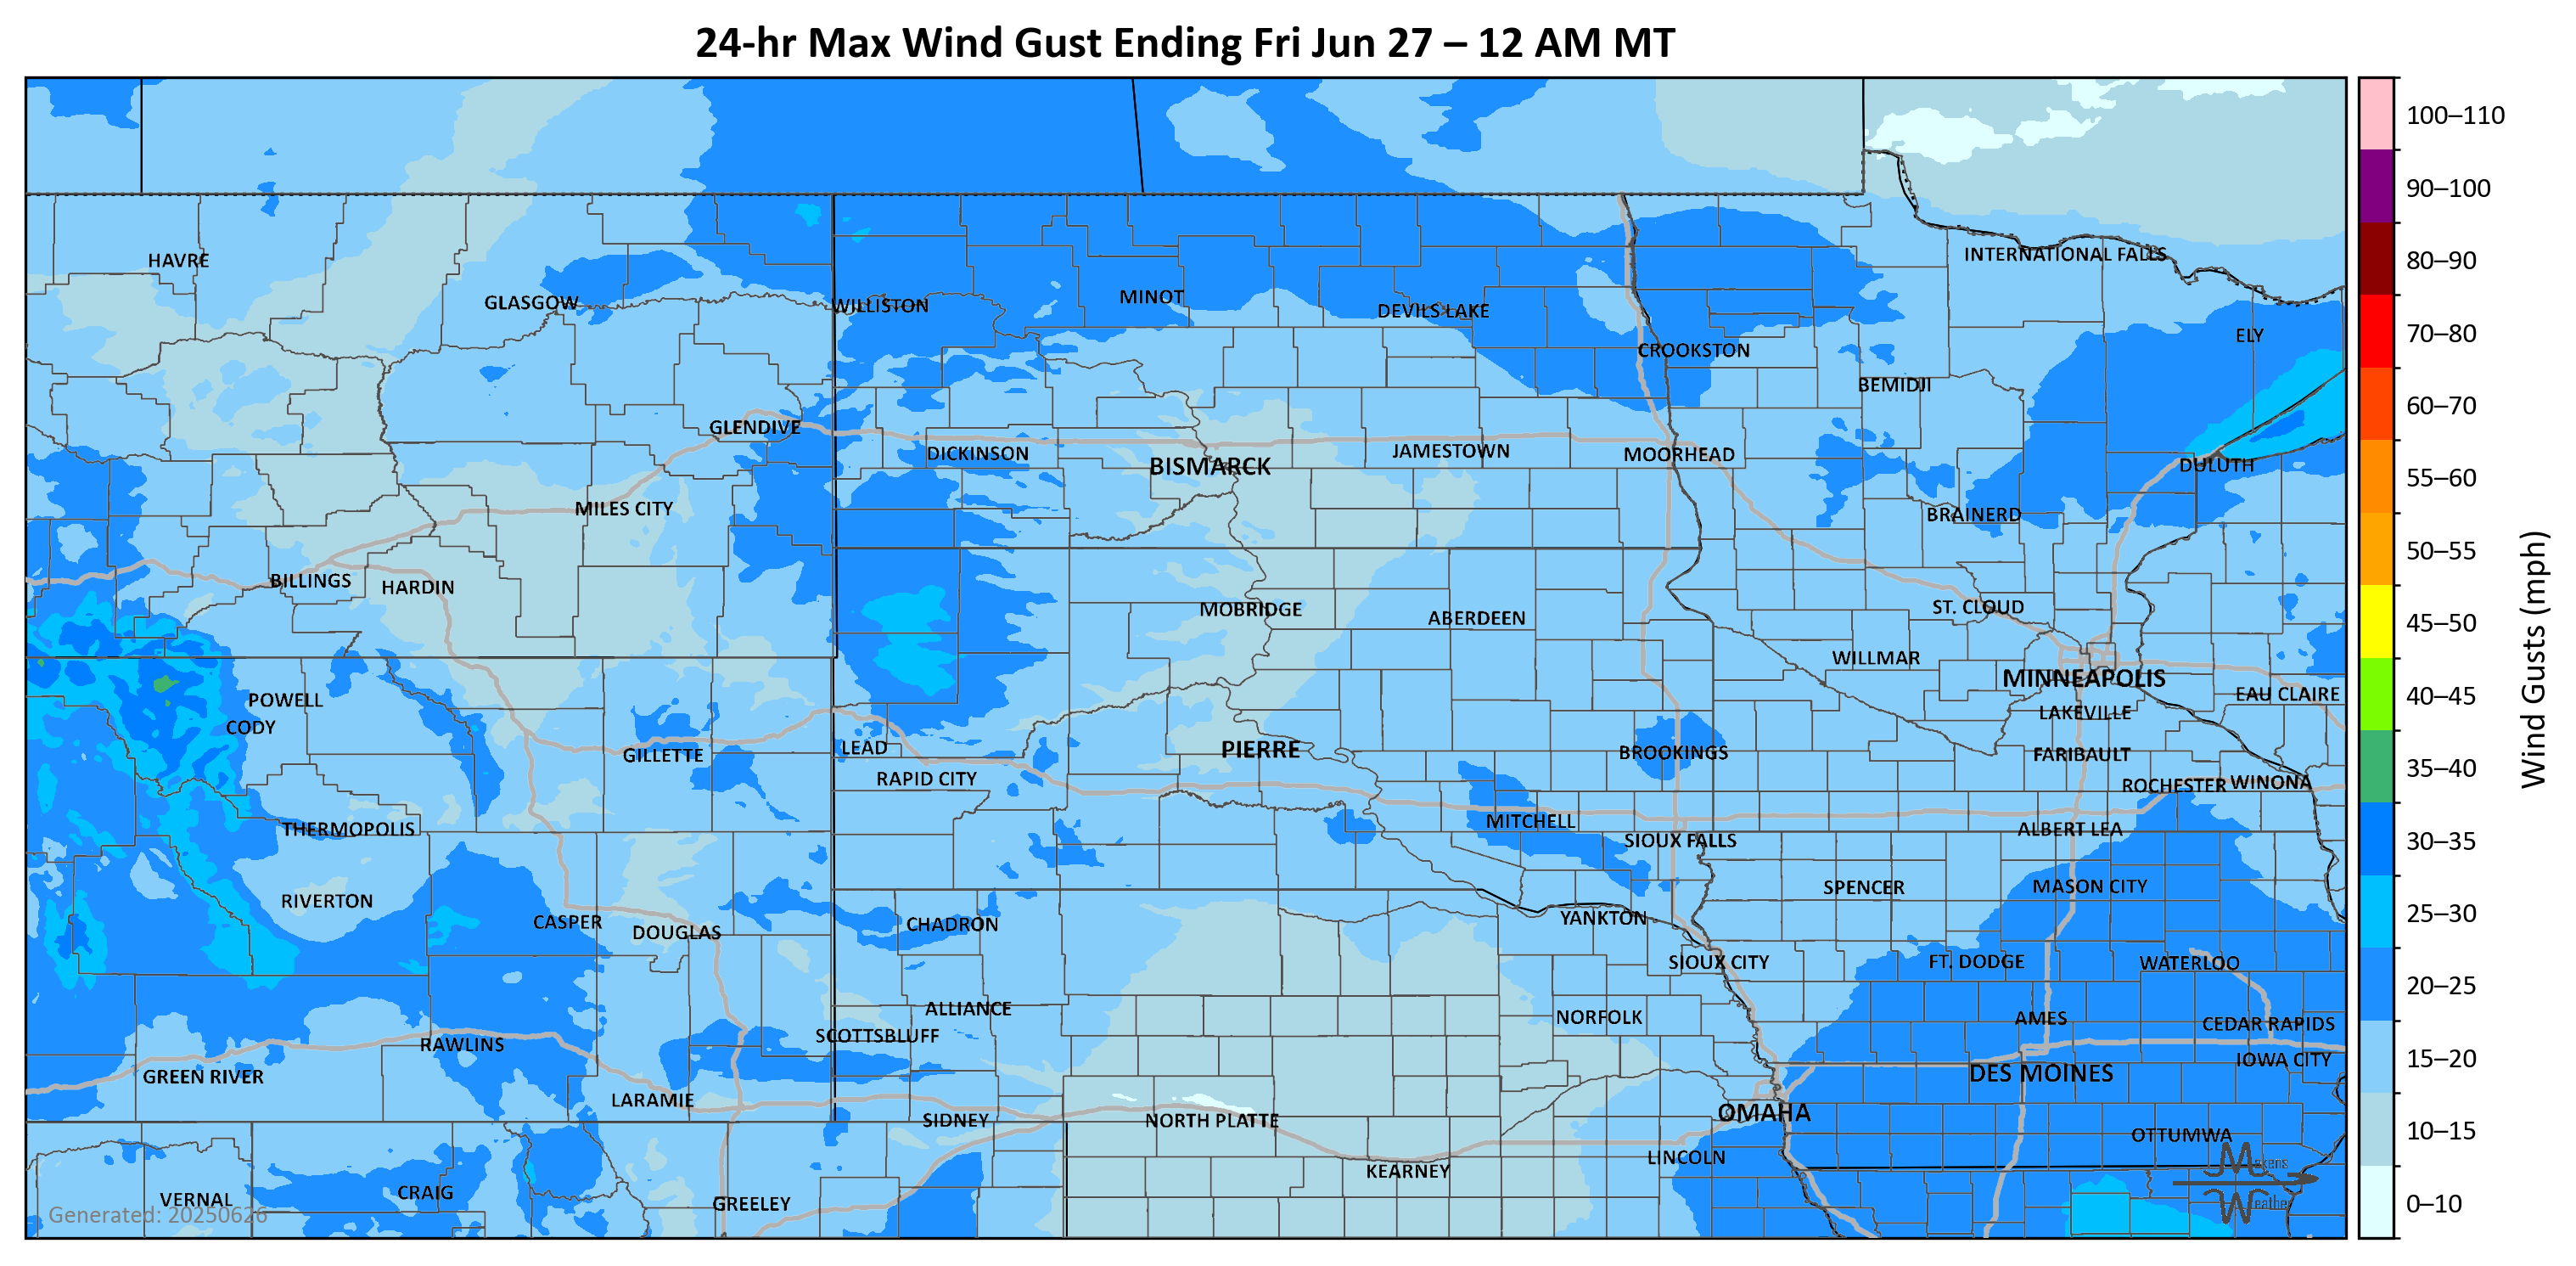 24-hr Max Wind Gust Ending Fri Jun 27 – 12 AM MT
100–110
90–100
80–90
70–80
60–70
55–60
50–55
45–50
40–45
35–40
30–35
25–30
20–25
15–20
10–15
0–10
Wind Gusts (mph)
HAVRE
INTERNATIONAL FALLS
GLASGOW
WILLISTON
MINOT
DEVILS LAKE
ELY
CROOKSTON
BEMIDJI
GLENDIVE
DICKINSON
BISMARCK
JAMESTOWN
MOORHEAD
DULUTH
MILES CITY
BRAINERD
BILLINGS
HARDIN
MOBRIDGE
ABERDEEN
ST. CLOUD
WILLMAR
MINNEAPOLIS
POWELL
EAU CLAIRE
CODY
LAKEVILLE
GILLETTE
LEAD
PIERRE
BROOKINGS
FARIBAULT
RAPID CITY
ROCHESTER
WINONA
THERMOPOLIS
MITCHELL
SIOUX FALLS
ALBERT LEA
RIVERTON
SPENCER
MASON CITY
CASPER
DOUGLAS
CHADRON
YANKTON
SIOUX CITY
FT. DODGE
WATERLOO
ALLIANCE
NORFOLK
AMES
CEDAR RAPIDS
SCOTTSBLUFF
RAWLINS
IOWA CITY
GREEN RIVER
DES MOINES
LARAMIE
SIDNEY
NORTH PLATTE
OMAHA
OTTUMWA
KEARNEY
LINCOLN
VERNAL
CRAIG
GREELEY
Generated: 20250626
Makens
Weather